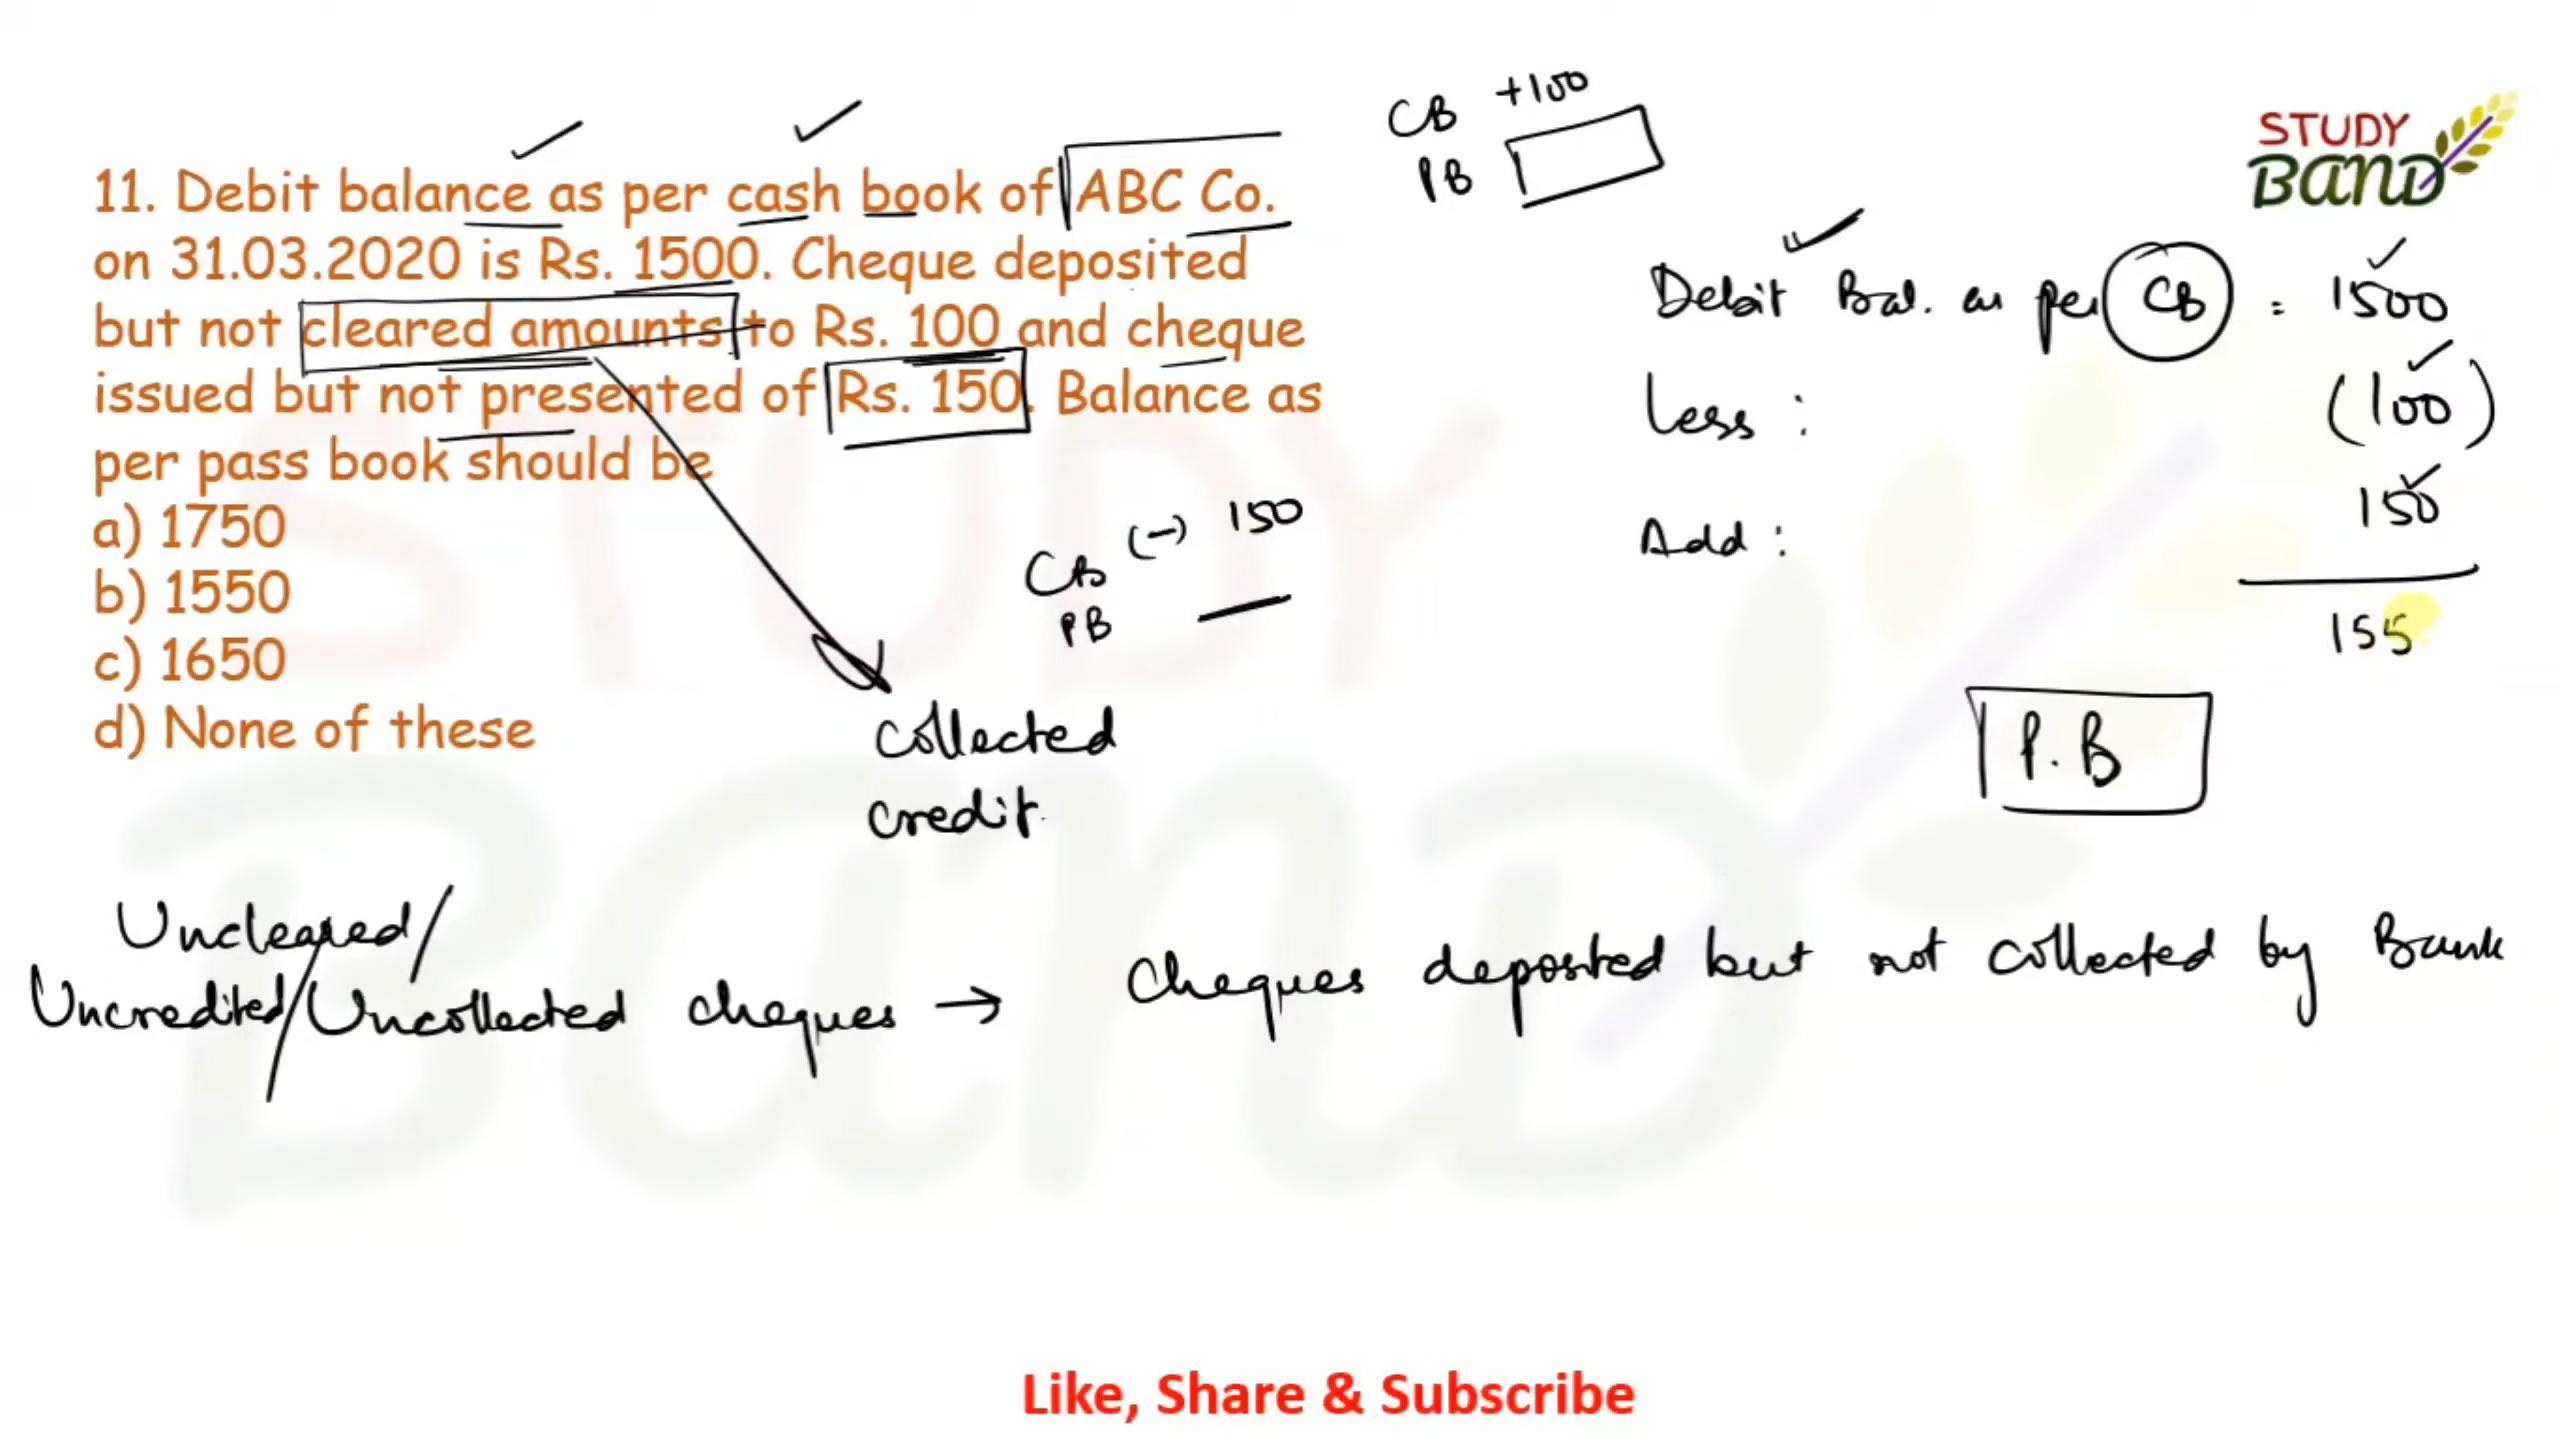 CB +100
PB
STUDY
BAND
11. Debit balance as per cash book of ABC Co.
on 31.03.2020 is Rs. 1500. Cheque deposited
but not cleared amounts to Rs. 100 and cheque
issued but not presented of Rs. 150. Balance as
per pass book should be
a) 1750
b) 1550
c) 1650
d) None of these
Debit Bal. as per CB = 1500
Less : (100)
Add : 150
155
P.B
CB (-) 150
PB
Collected
credit.
Uncleared/
Uncredited/Uncollected cheques → Cheques deposited but not collected by Bank
STUDY
BAND
Like, Share & Subscribe